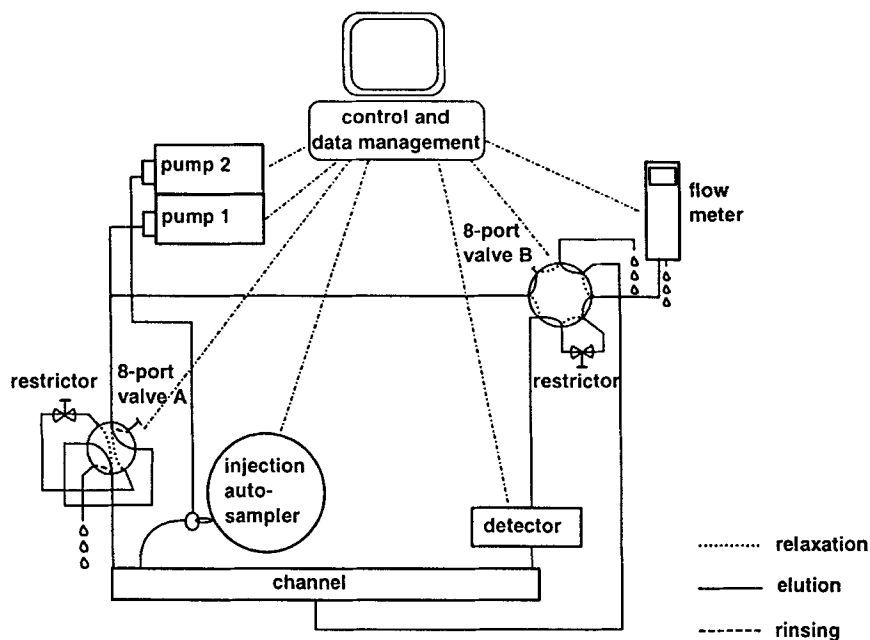 control and
data management
pump 2
pump 1
flow
meter
8-port
valve B
restrictor
8-port
valve A
restrictor
injection
auto-
sampler
detector
channel
relaxation
elution
rinsing